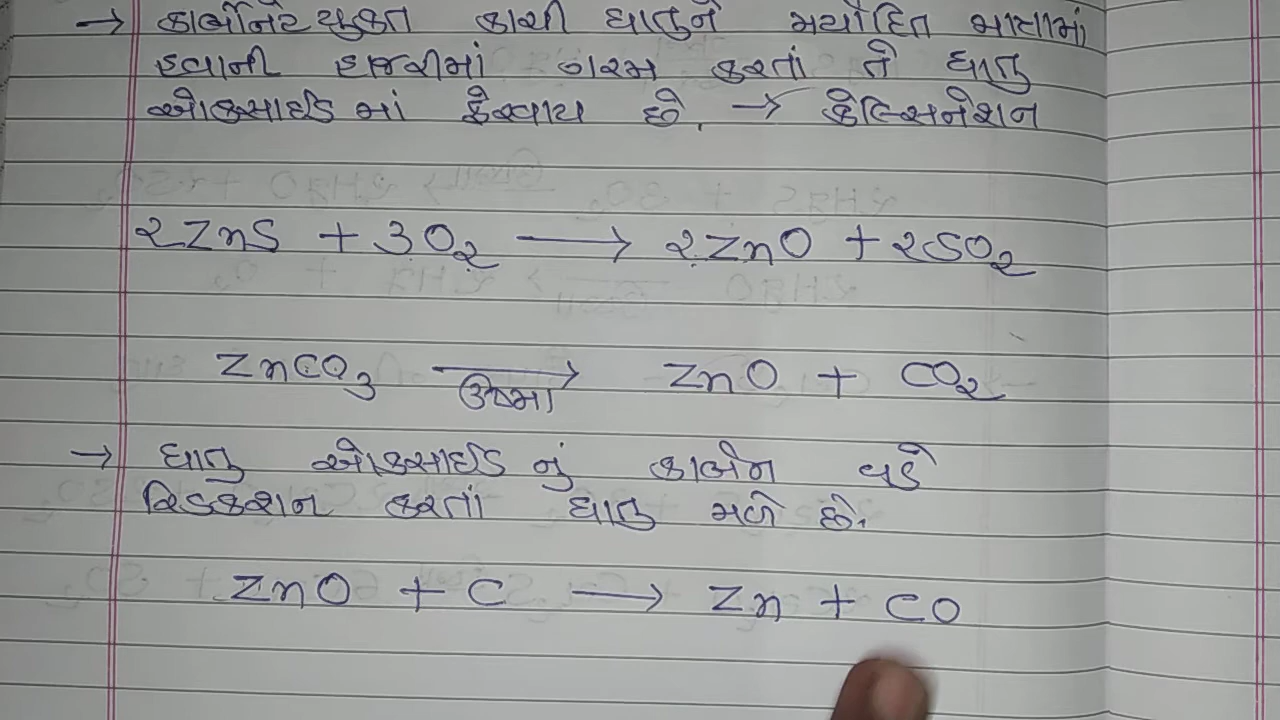 → કાર્બોનેટયુક્ત કાચી ધાતુને મર્યાદિત માત્રામાં
હવાની હાજરીમાં ગરમ કરતાં તે ધાતુ
ઓક્સાઈડ માં ફેરવાય છે. → કેલ્સિનેશન
2ZnS + 3O₂ ⟶ 2ZnO + 2SO₂
ZnCO₃ ⟶ ZnO + CO₂
ઉષ્મા
→ ધાતુ ઓક્સાઈડ નું કાર્બન વડે
રિડક્શન કરતાં ધાતુ મળે છે.
ZnO + C ⟶ Zn + CO